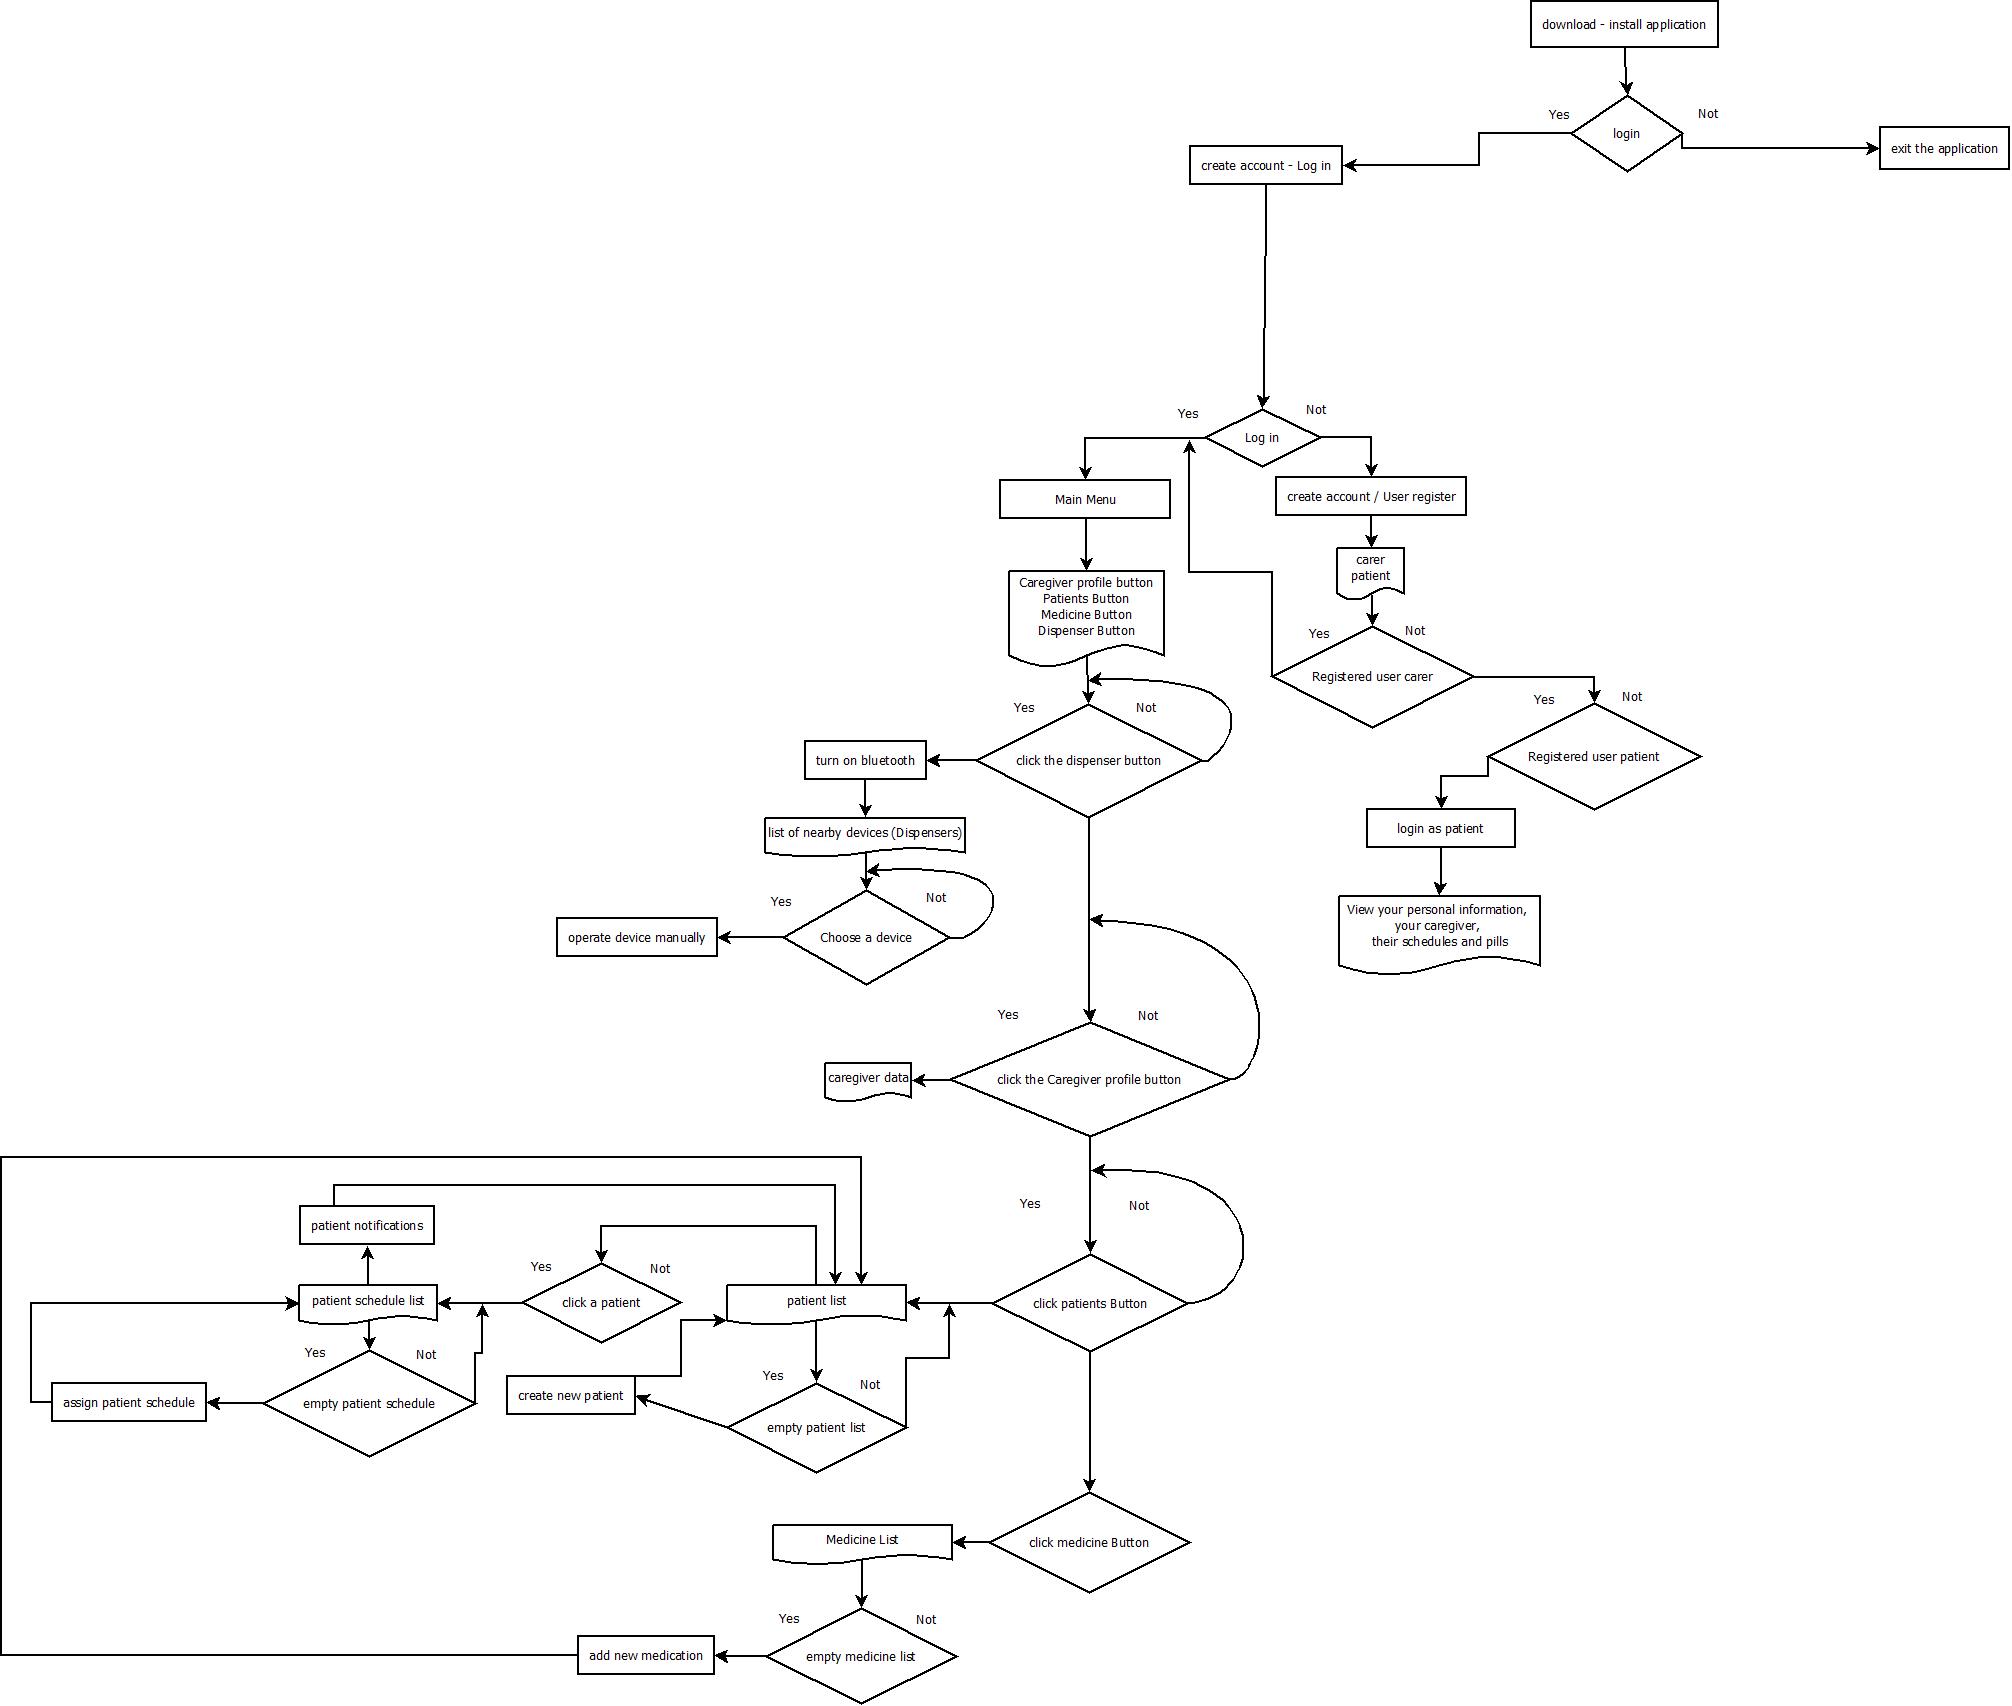 download - install application
Yes
Not
login
exit the application
create account - Log in
Yes
Not
Log in
Main Menu
create account / User register
carer
patient
Caregiver profile button
Patients Button
Medicine Button
Dispenser Button
Yes
Not
Registered user carer
Yes
Not
Registered user patient
Yes
Not
click the dispenser button
turn on bluetooth
list of nearby devices (Dispensers)
login as patient
Yes
Not
Choose a device
operate device manually
View your personal information,
your caregiver,
their schedules and pills
Yes
Not
click the Caregiver profile button
caregiver data
Yes
Not
click patients Button
patient notifications
Yes
Not
click a patient
patient schedule list
patient list
Yes
Not
empty patient schedule
assign patient schedule
Yes
Not
create new patient
empty patient list
click medicine Button
Medicine List
Yes
Not
empty medicine list
add new medication